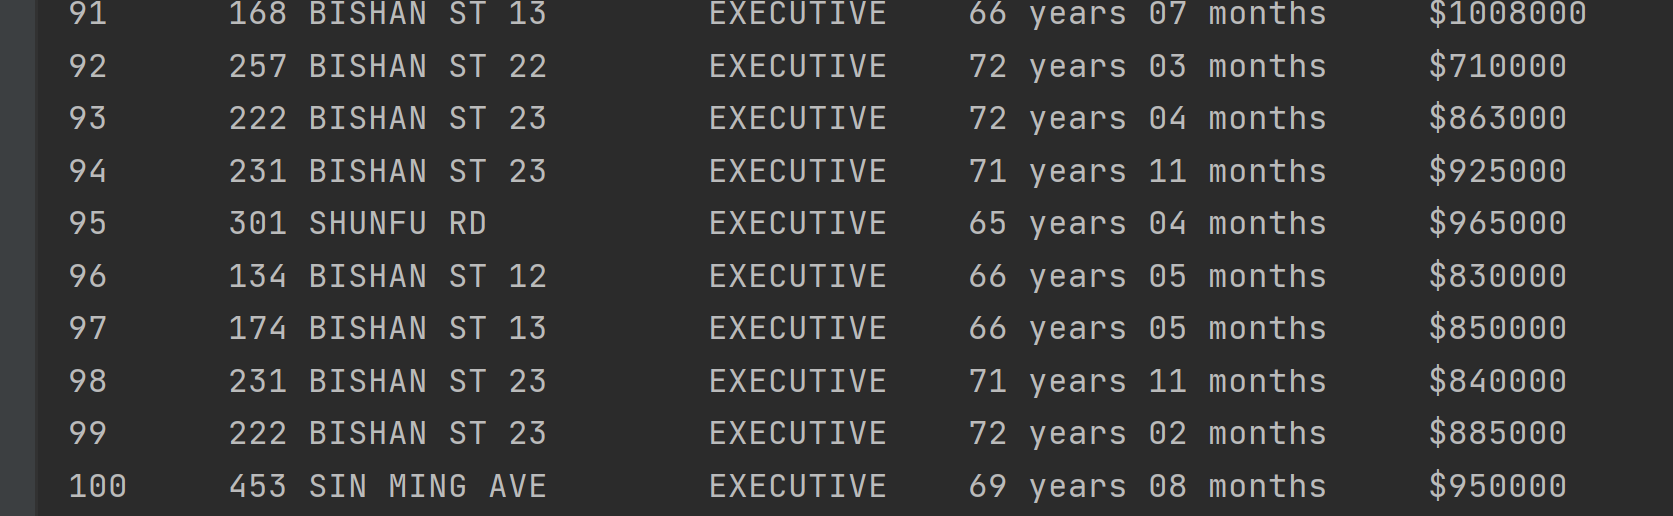 91 168 BISHAN ST 13 EXECUTIVE 66 years 07 months $1008000
92 257 BISHAN ST 22 EXECUTIVE 72 years 03 months $710000
93 222 BISHAN ST 23 EXECUTIVE 72 years 04 months $863000
94 231 BISHAN ST 23 EXECUTIVE 71 years 11 months $925000
95 301 SHUNFU RD EXECUTIVE 65 years 04 months $965000
96 134 BISHAN ST 12 EXECUTIVE 66 years 05 months $830000
97 174 BISHAN ST 13 EXECUTIVE 66 years 05 months $850000
98 231 BISHAN ST 23 EXECUTIVE 71 years 11 months $840000
99 222 BISHAN ST 23 EXECUTIVE 72 years 02 months $885000
100 453 SIN MING AVE EXECUTIVE 69 years 08 months $950000